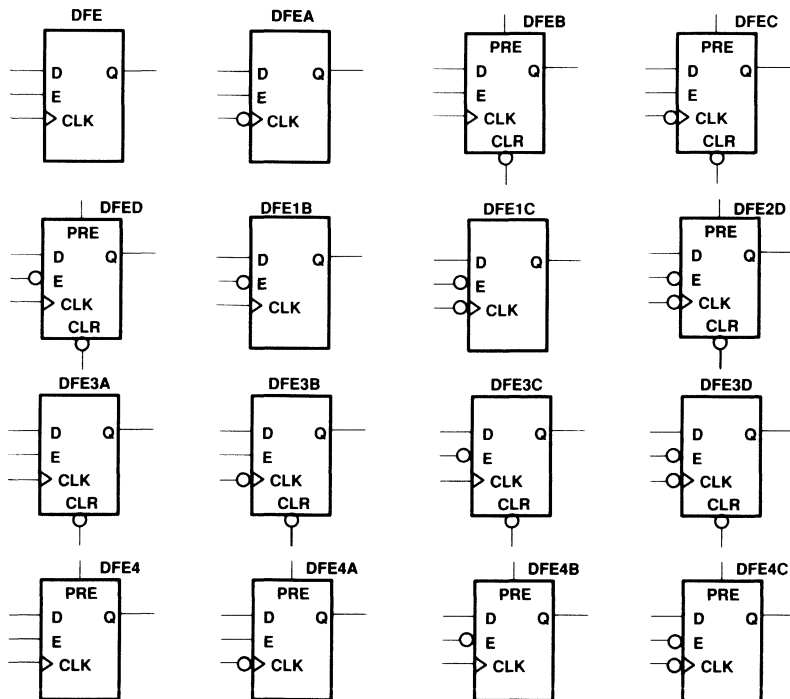 DFE
D Q
E
CLK
DFEA
D Q
E
CLK
DFEB
PRE
D Q
E
CLK
CLR
DFEC
PRE
D Q
E
CLK
CLR
DFED
PRE
D Q
E
CLK
CLR
DFE1B
D Q
E
CLK
DFE1C
D Q
E
CLK
DFE2D
PRE
D Q
E
CLK
CLR
DFE3A
D Q
E
CLK
CLR
DFE3B
D Q
E
CLK
CLR
DFE3C
D Q
E
CLK
CLR
DFE3D
D Q
E
CLK
CLR
DFE4
PRE
D Q
E
CLK
DFE4A
PRE
D Q
E
CLK
DFE4B
PRE
D Q
E
CLK
DFE4C
PRE
D Q
E
CLK